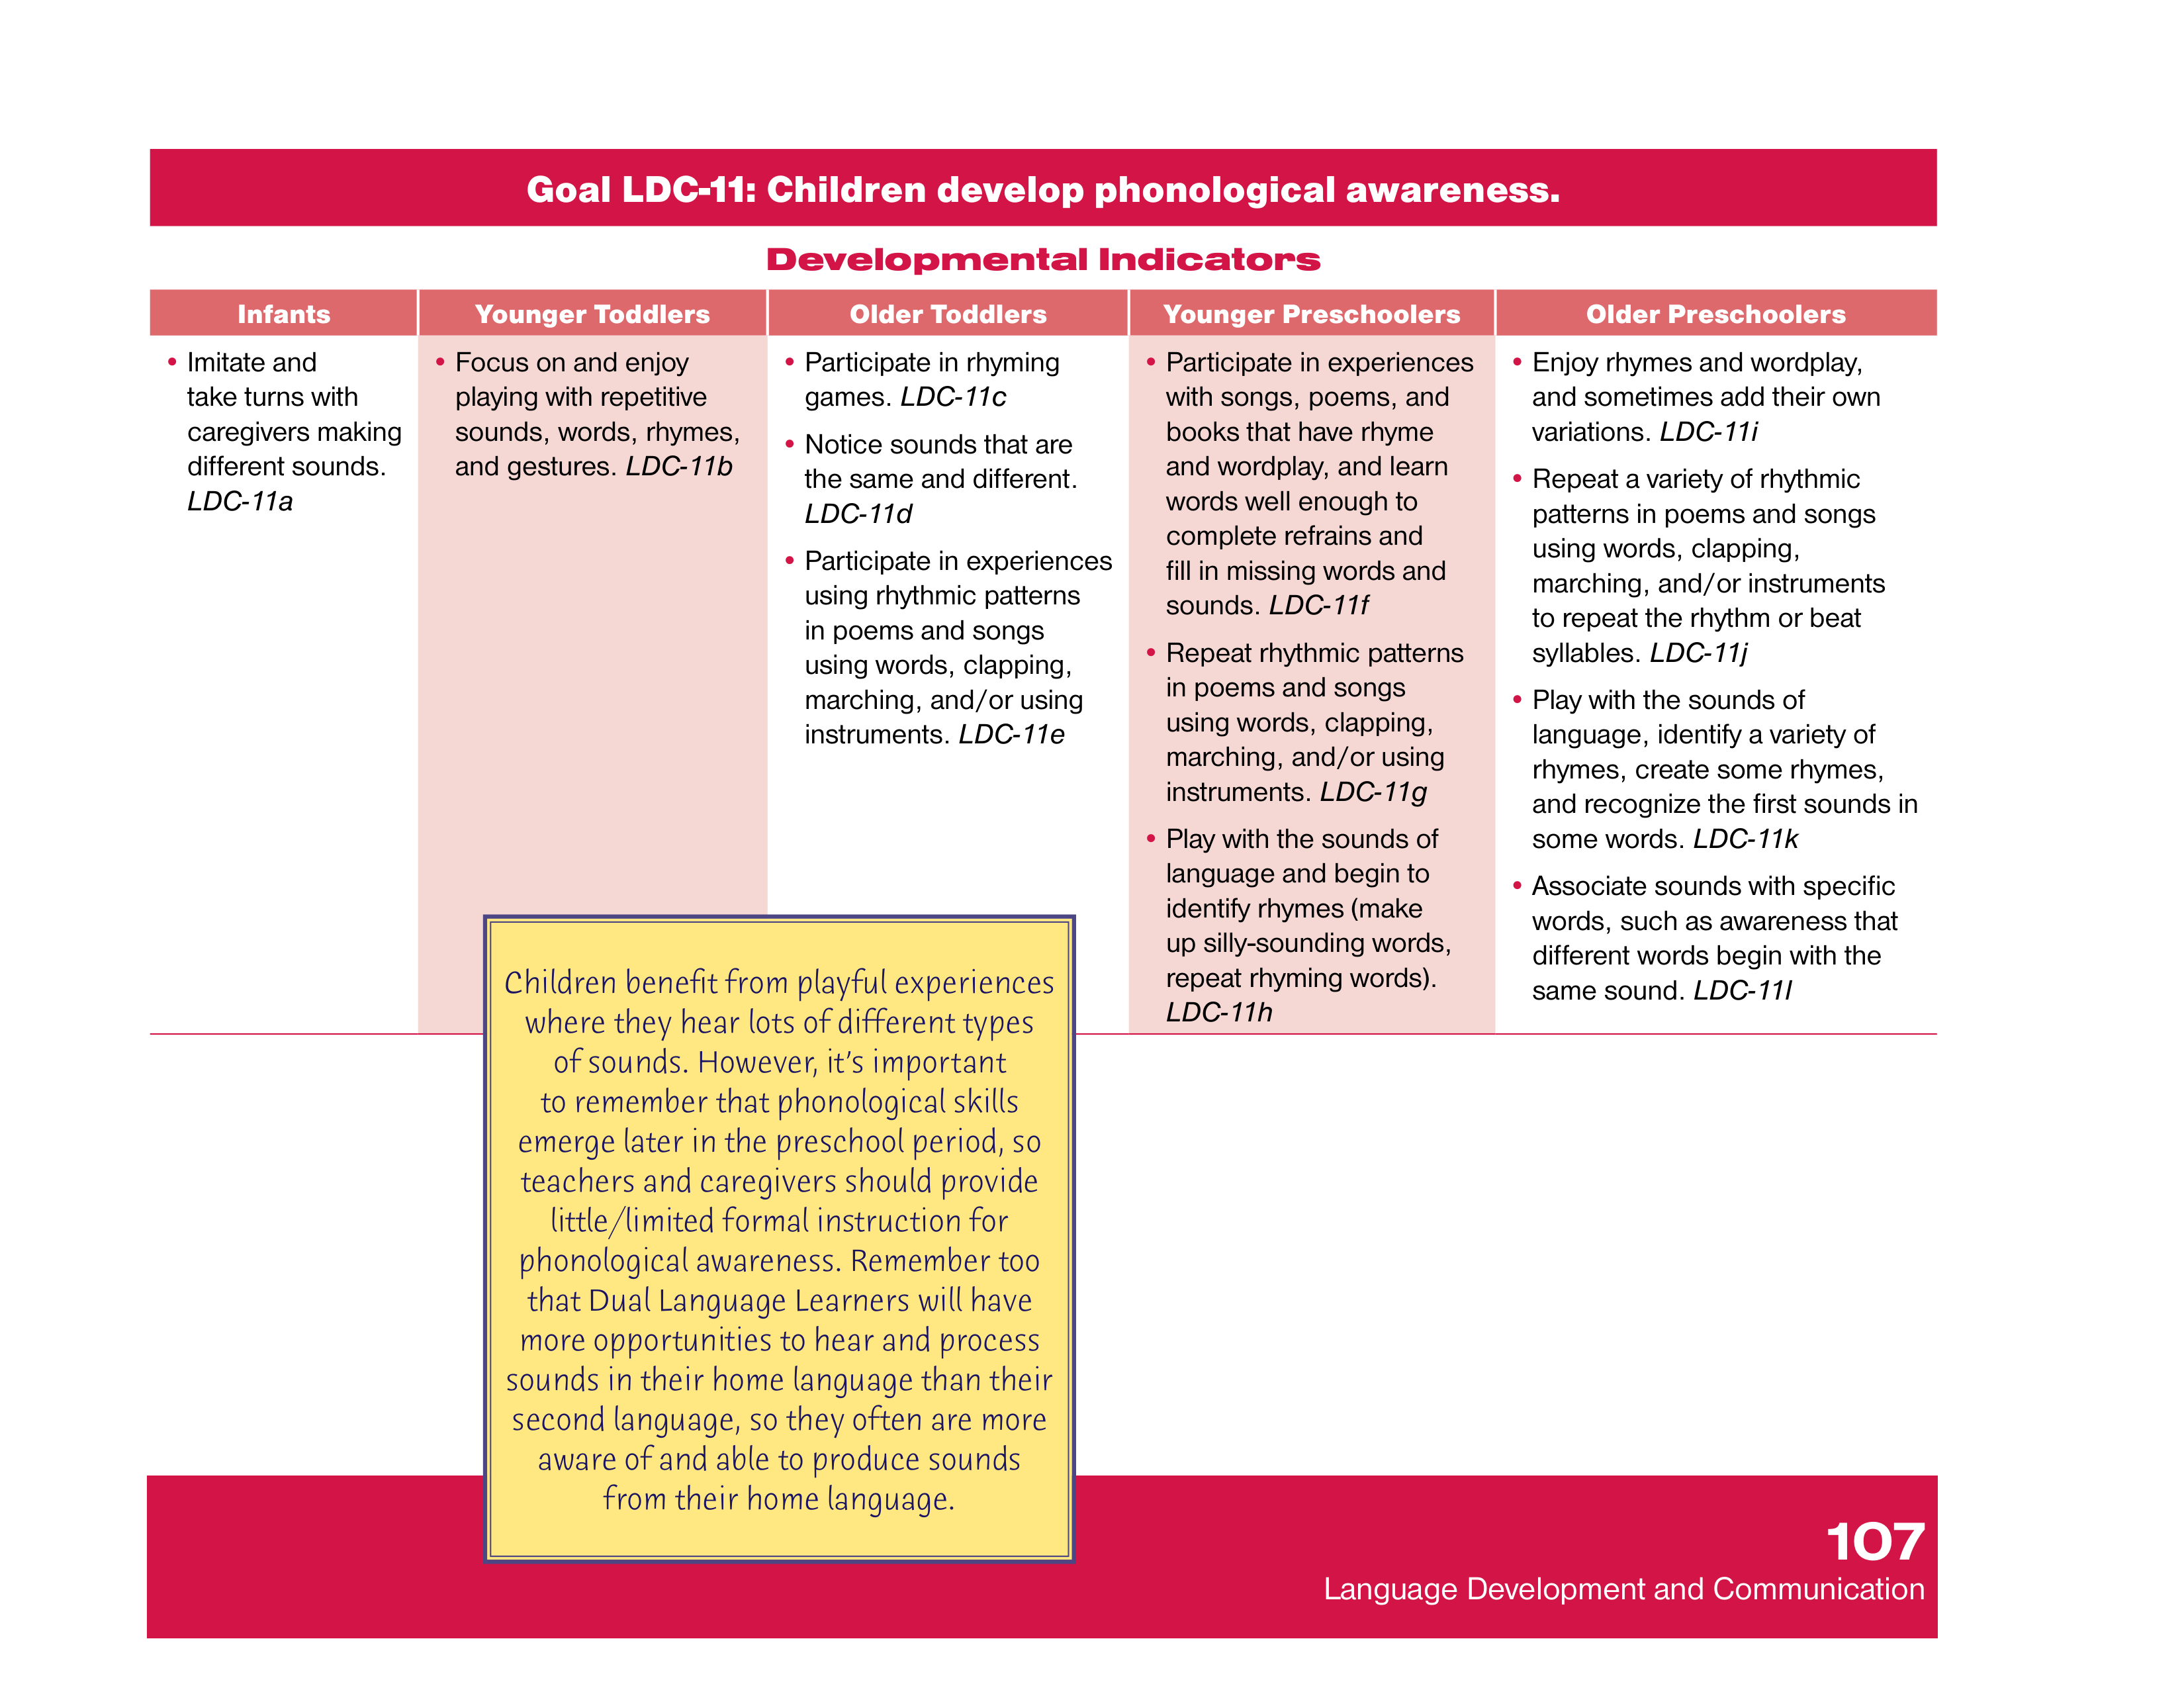 Goal LDC-11: Children develop phonological awareness.
Developmental Indicators
Infants
• Imitate and
take turns with
caregivers making
different sounds.
LDC-11a
Younger Toddlers
• Focus on and enjoy
playing with repetitive
sounds, words, rhymes,
and gestures. LDC-11b
Older Toddlers
• Participate in rhyming
games. LDC-11c
• Notice sounds that are
the same and different.
LDC-11d
• Participate in experiences
using rhythmic patterns
in poems and songs
using words, clapping,
marching, and/or using
instruments. LDC-11e
Younger Preschoolers
• Participate in experiences
with songs, poems, and
books that have rhyme
and wordplay, and learn
words well enough to
complete refrains and
fill in missing words and
sounds. LDC-11f
• Repeat rhythmic patterns
in poems and songs
using words, clapping,
marching, and/or using
instruments. LDC-11g
• Play with the sounds of
language and begin to
identify rhymes (make
up silly-sounding words,
repeat rhyming words).
LDC-11h
Older Preschoolers
• Enjoy rhymes and wordplay,
and sometimes add their own
variations. LDC-11i
• Repeat a variety of rhythmic
patterns in poems and songs
using words, clapping,
marching, and/or instruments
to repeat the rhythm or beat
syllables. LDC-11j
• Play with the sounds of
language, identify a variety of
rhymes, create some rhymes,
and recognize the first sounds in
some words. LDC-11k
• Associate sounds with specific
words, such as awareness that
different words begin with the
same sound. LDC-11l
Children benefit from playful experiences
where they hear lots of different types
of sounds. However, it's important
to remember that phonological skills
emerge later in the preschool period, so
teachers and caregivers should provide
little/limited formal instruction for
phonological awareness. Remember too
that Dual Language Learners will have
more opportunities to hear and process
sounds in their home language than their
second language, so they often are more
aware of and able to produce sounds
from their home language.
107
Language Development and Communication